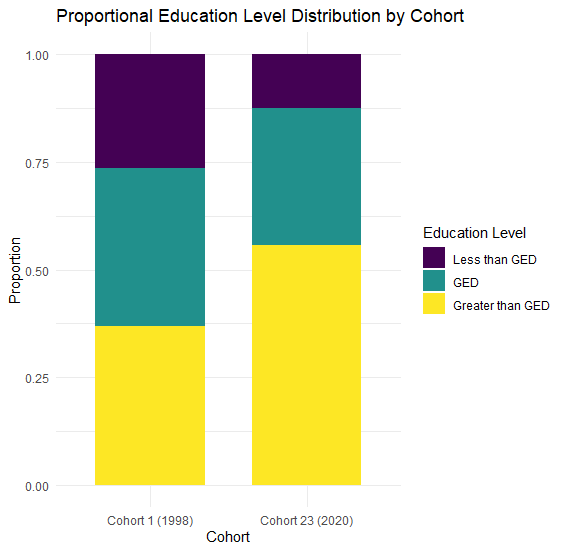 Proportional Education Level Distribution by Cohort
1.00
0.75
0.50
0.25
0.00
Proportion
Cohort 1 (1998)
Cohort 23 (2020)
Cohort
Education Level
Less than GED
GED
Greater than GED